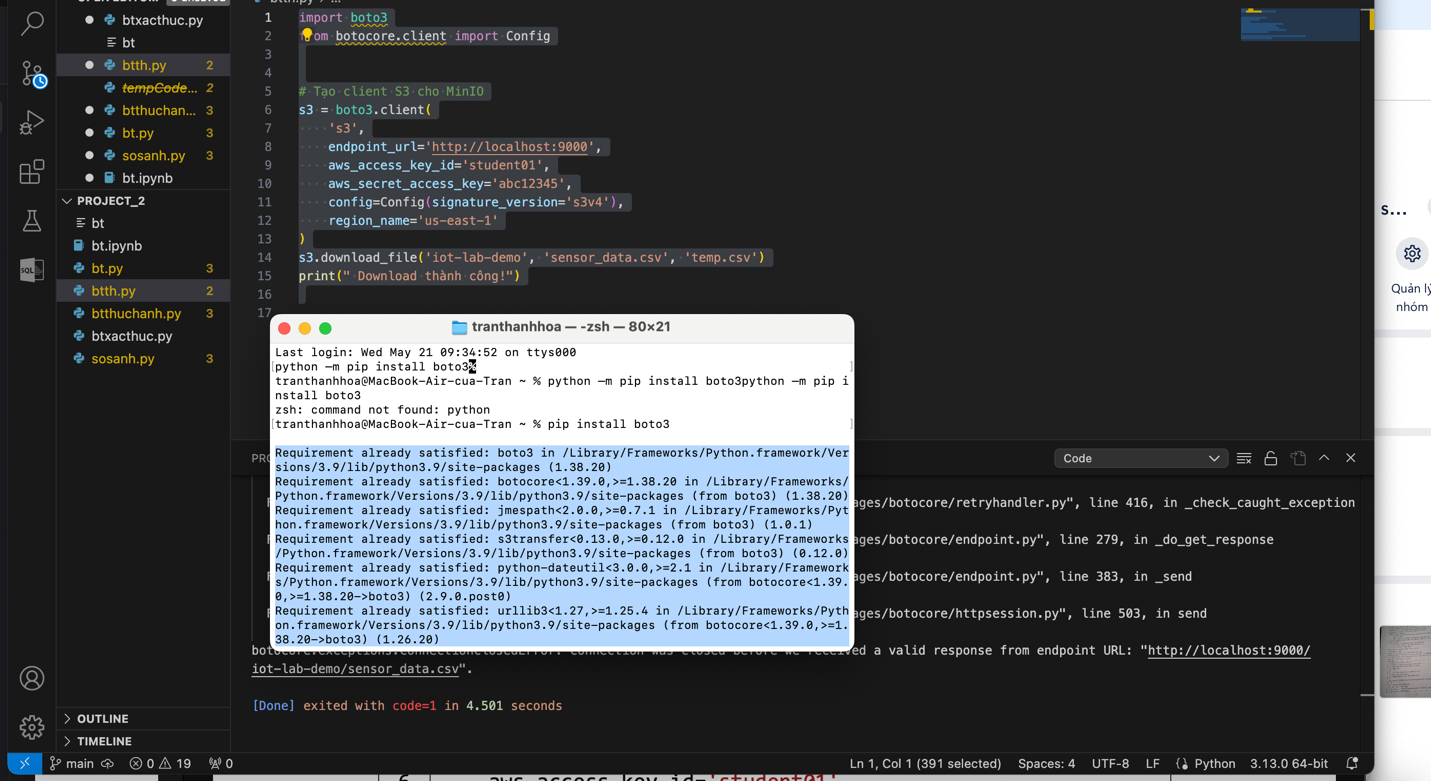 btxacthuc.py
bt
btth.py 2
tempCode... 2
btthuchan... 3
bt.py 3
sosanh.py 3
bt.ipynb
PROJECT_2
bt
bt.ipynb
bt.py 3
btth.py 2
btthuchanh.py 3
btxacthuc.py
sosanh.py 3
OUTLINE
TIMELINE
1 import boto3
2 om botocore.client import Config
3
4
5 # Tạo client S3 cho MinIO
6 s3 = boto3.client(
7 's3',
8 endpoint_url='http://localhost:9000',
9 aws_access_key_id='student01',
10 aws_secret_access_key='abc12345',
11 config=Config(signature_version='s3v4'),
12 region_name='us-east-1'
13 )
14 s3.download_file('iot-lab-demo', 'sensor_data.csv', 'temp.csv')
15 print(" Download thành công!")
16
17
tranthanhhoa — -zsh — 80×21
Last login: Wed May 21 09:34:52 on ttys000
python —m pip install boto3%
tranthanhhoa@MacBook-Air-cua-Tran ~ % python —m pip install boto3python —m pip i
nstall boto3
zsh: command not found: python
tranthanhhoa@MacBook-Air-cua-Tran ~ % pip install boto3
Requirement already satisfied: boto3 in /Library/Frameworks/Python.framework/Ver
sions/3.9/lib/python3.9/site-packages (1.38.20)
Requirement already satisfied: botocore<1.39.0,>=1.38.20 in /Library/Frameworks/
Python.framework/Versions/3.9/lib/python3.9/site-packages (from boto3) (1.38.20)
Requirement already satisfied: jmespath<2.0.0,>=0.7.1 in /Library/Frameworks/Pyt
hon.framework/Versions/3.9/lib/python3.9/site-packages (from boto3) (1.0.1)
Requirement already satisfied: s3transfer<0.13.0,>=0.12.0 in /Library/Frameworks
/Python.framework/Versions/3.9/lib/python3.9/site-packages (from boto3) (0.12.0)
Requirement already satisfied: python-dateutil<3.0.0,>=2.1 in /Library/Framework
s/Python.framework/Versions/3.9/lib/python3.9/site-packages (from botocore<1.39.
0,>=1.38.20->boto3) (2.9.0.post0)
Requirement already satisfied: urllib3<1.27,>=1.25.4 in /Library/Frameworks/Pyth
on.framework/Versions/3.9/lib/python3.9/site-packages (from botocore<1.39.0,>=1.
38.20->boto3) (1.26.20)
PRO
Code
ages/botocore/retryhandler.py", line 416, in _check_caught_exception
ages/botocore/endpoint.py", line 279, in _do_get_response
ages/botocore/endpoint.py", line 383, in _send
ages/botocore/httpsession.py", line 503, in send
botocore.exceptions.ConnectionClosedError: Connection was closed before we received a valid response from endpoint URL: "http://localhost:9000/
iot-lab-demo/sensor_data.csv".
[Done] exited with code=1 in 4.501 seconds
main 0 19 0
Ln 1, Col 1 (391 selected) Spaces: 4 UTF-8 LF Python 3.13.0 64-bit
s...
Quản lý
nhóm
SQL
6 aws_access_key_id='student01'